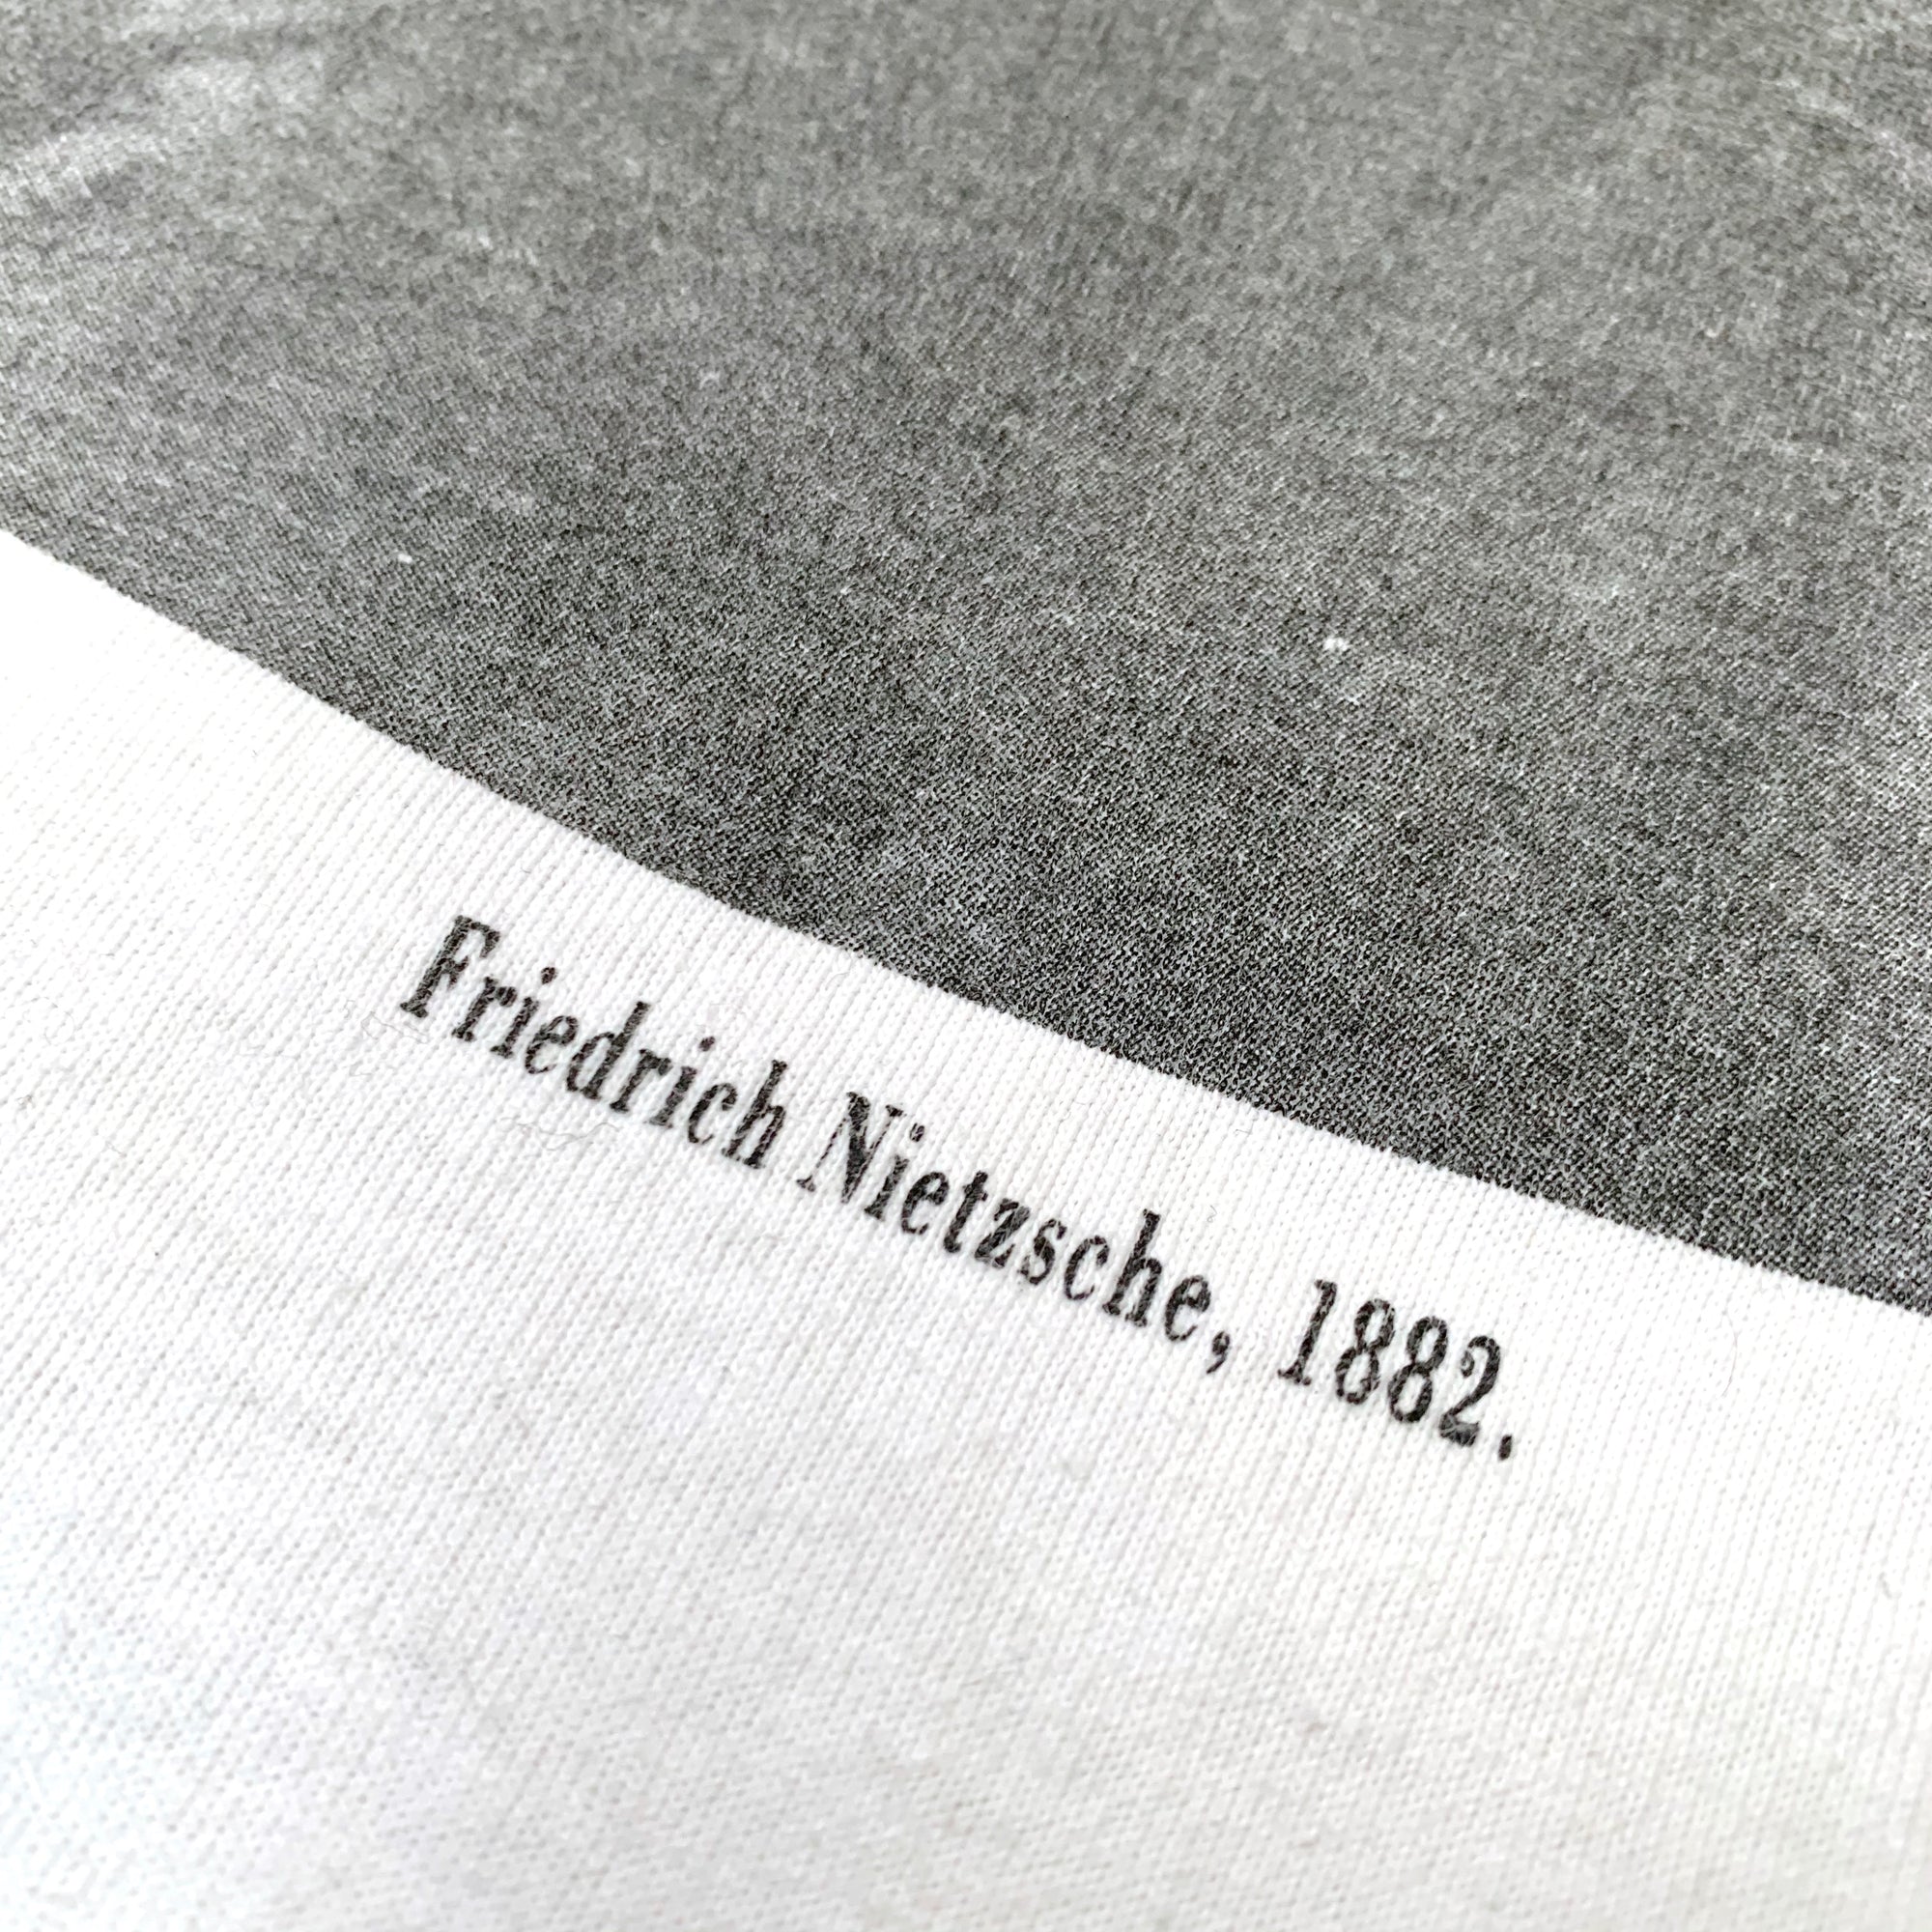 Friedrich Nietzsche, 1882.